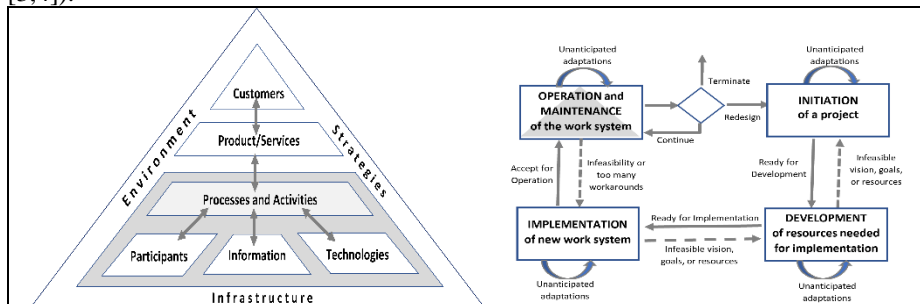 Customers
Product/Services
Processes and Activities
Participants
Information
Technologies
Environment
Strategies
Infrastructure
Unanticipated
adaptations
OPERATION and
MAINTENANCE
of the work system
Terminate
Redesign
Continue
Unanticipated
adaptations
INITIATION
of a project
Accept for
Operation
Infeasibility or
too many
workarounds
Ready for
Development
Infeasible
vision, goals,
or resources
IMPLEMENTATION
of new work system
Ready for Implementation
Infeasible vision,
goals, or resources
DEVELOPMENT
of resources needed
for implementation
Unanticipated
adaptations
Unanticipated
adaptations